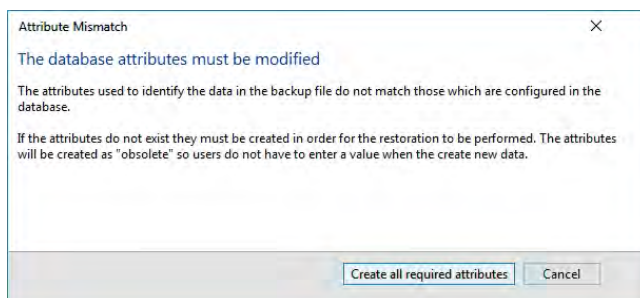 Attribute Mismatch
The database attributes must be modified
The attributes used to identify the data in the backup file do not match those which are configured in the
database.
If the attributes do not exist they must be created in order for the restoration to be performed. The attributes
will be created as "obsolete" so users do not have to enter a value when the create new data.
Create all required attributes
Cancel